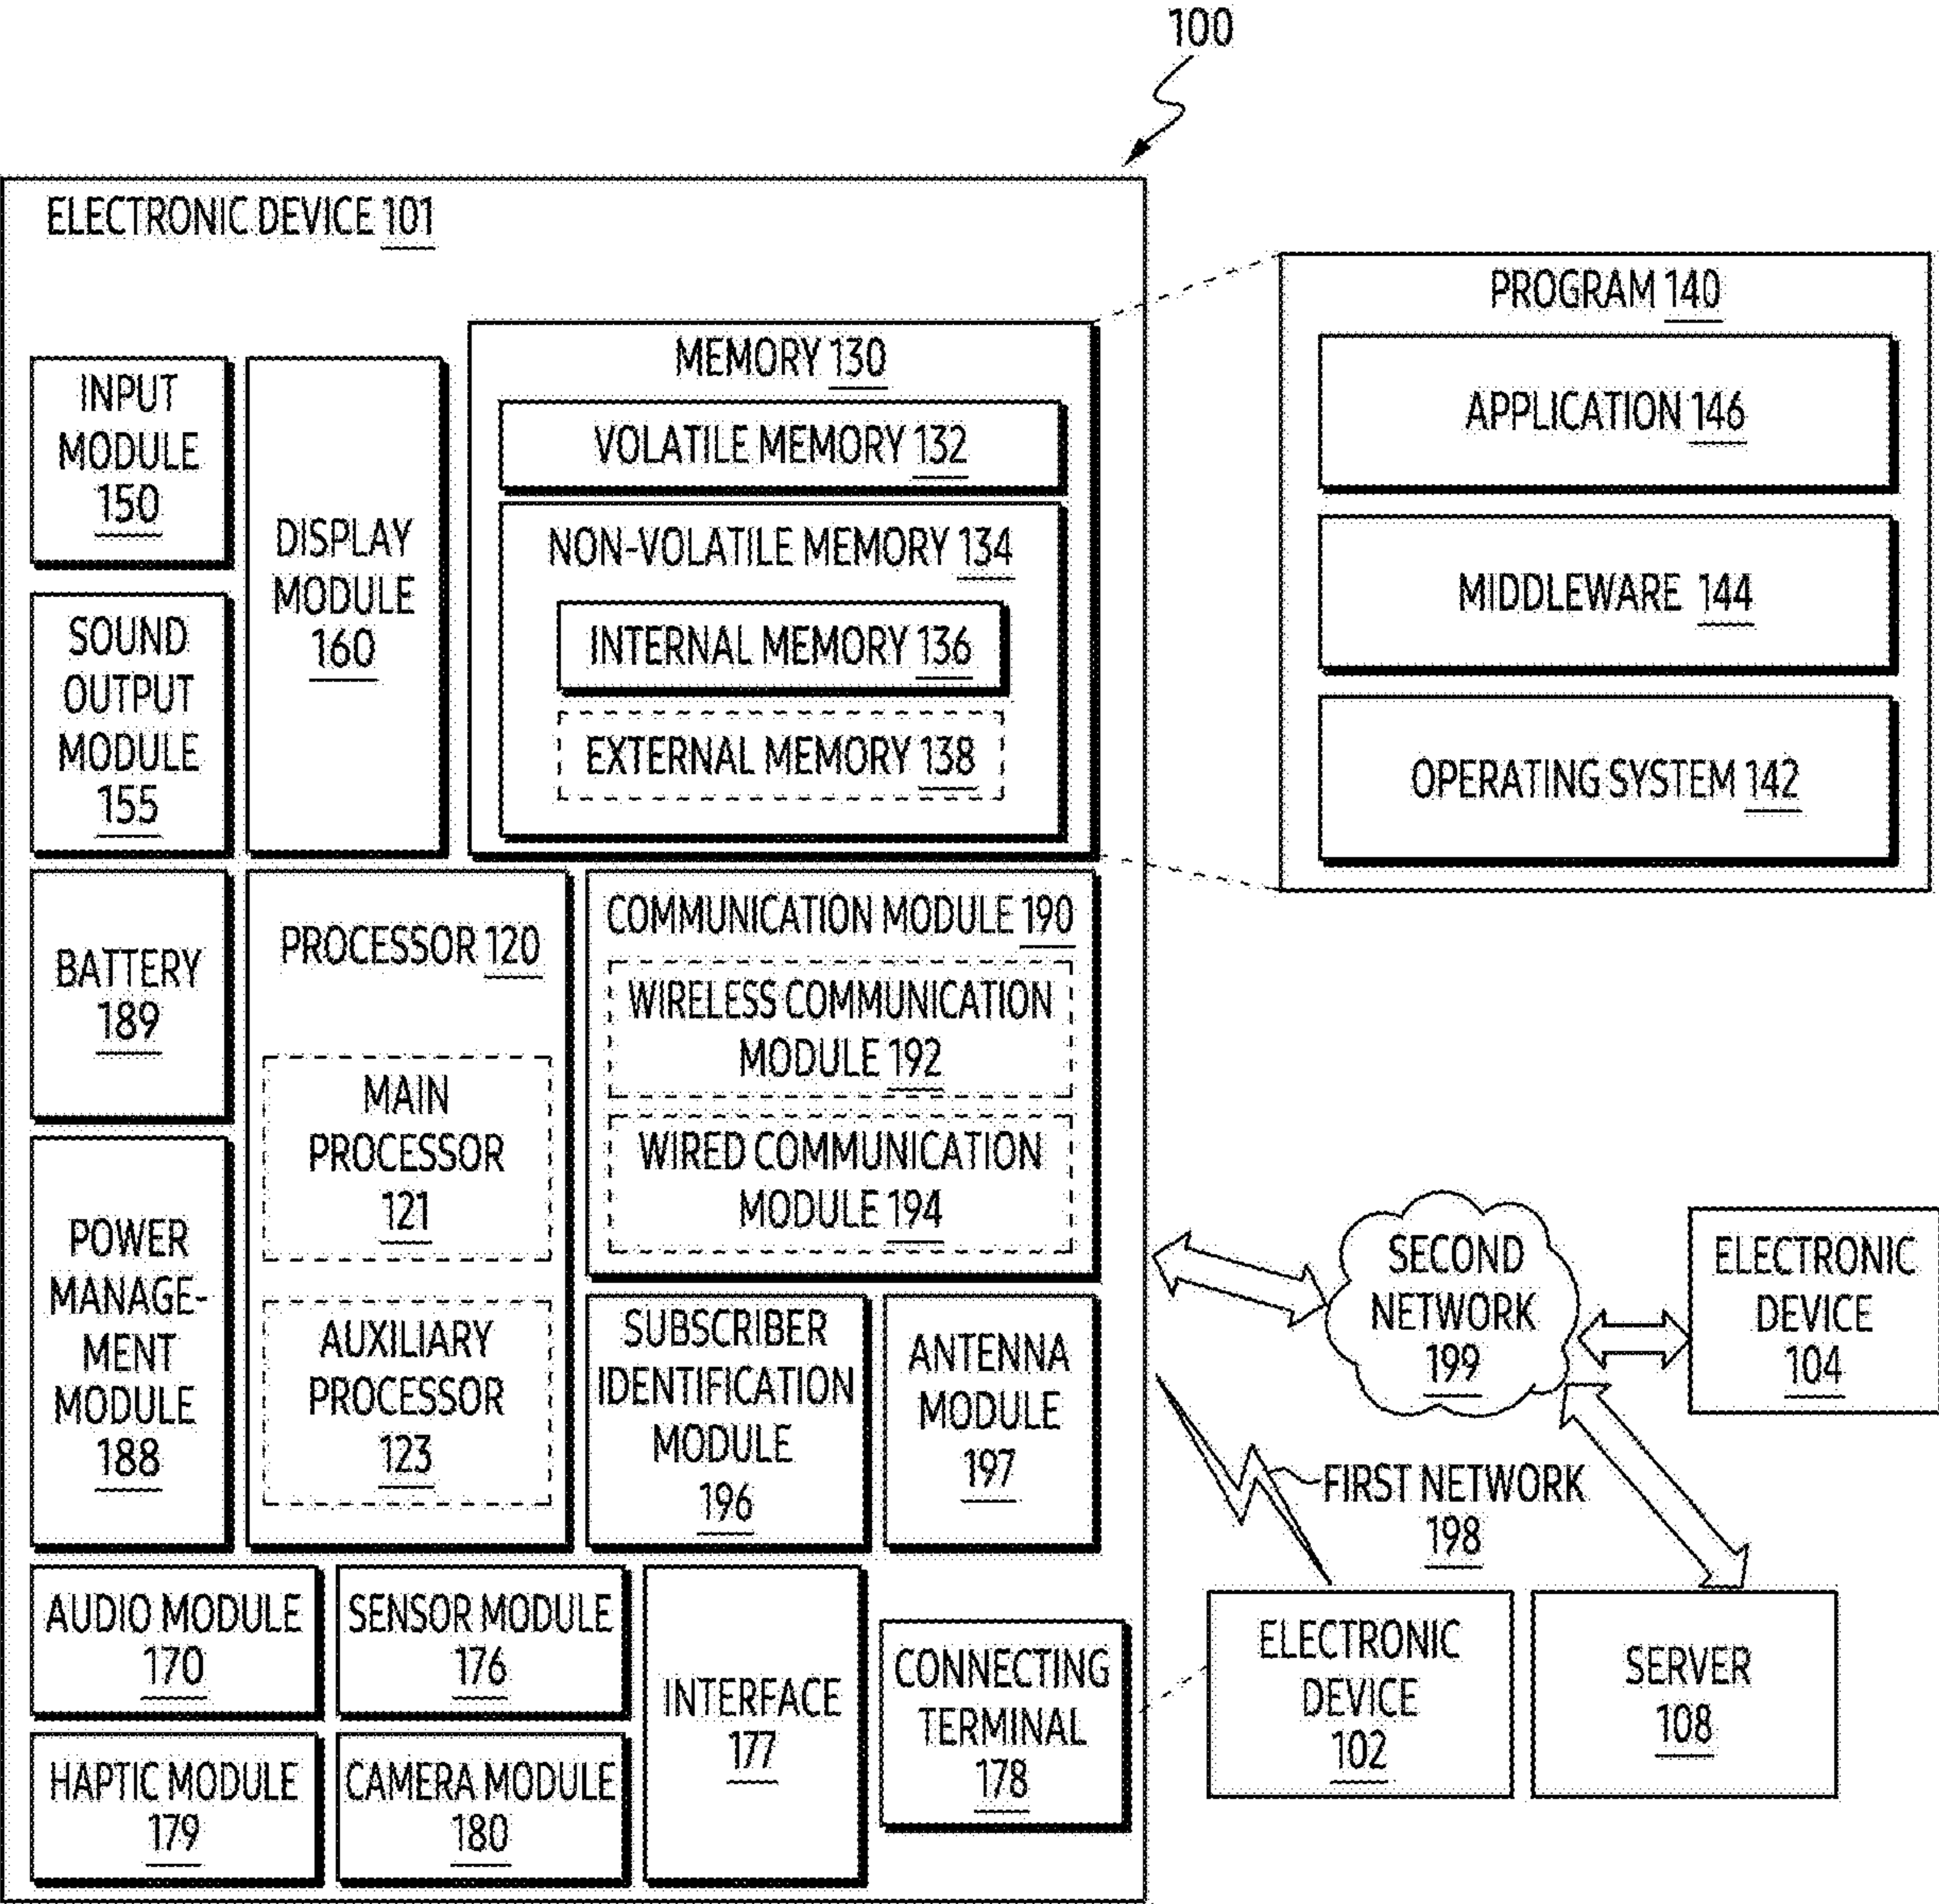 100
ELECTRONIC DEVICE 101
PROGRAM 140
APPLICATION 146
MIDDLEWARE 144
OPERATING SYSTEM 142
INPUT
MODULE
150
SOUND
OUTPUT
MODULE
155
DISPLAY
MODULE
160
MEMORY 130
VOLATILE MEMORY 132
NON-VOLATILE MEMORY 134
INTERNAL MEMORY 136
EXTERNAL MEMORY 138
BATTERY
189
POWER
MANAGE-
MENT
MODULE
188
PROCESSOR 120
MAIN
PROCESSOR
121
AUXILIARY
PROCESSOR
123
COMMUNICATION MODULE 190
WIRELESS COMMUNICATION
MODULE 192
WIRED COMMUNICATION
MODULE 194
SUBSCRIBER
IDENTIFICATION
MODULE
196
ANTENNA
MODULE
197
SECOND
NETWORK
199
ELECTRONIC
DEVICE
104
FIRST NETWORK
198
AUDIO MODULE
170
SENSOR MODULE
176
INTERFACE
177
CONNECTING
TERMINAL
178
HAPTIC MODULE
179
CAMERA MODULE
180
ELECTRONIC
DEVICE
102
SERVER
108